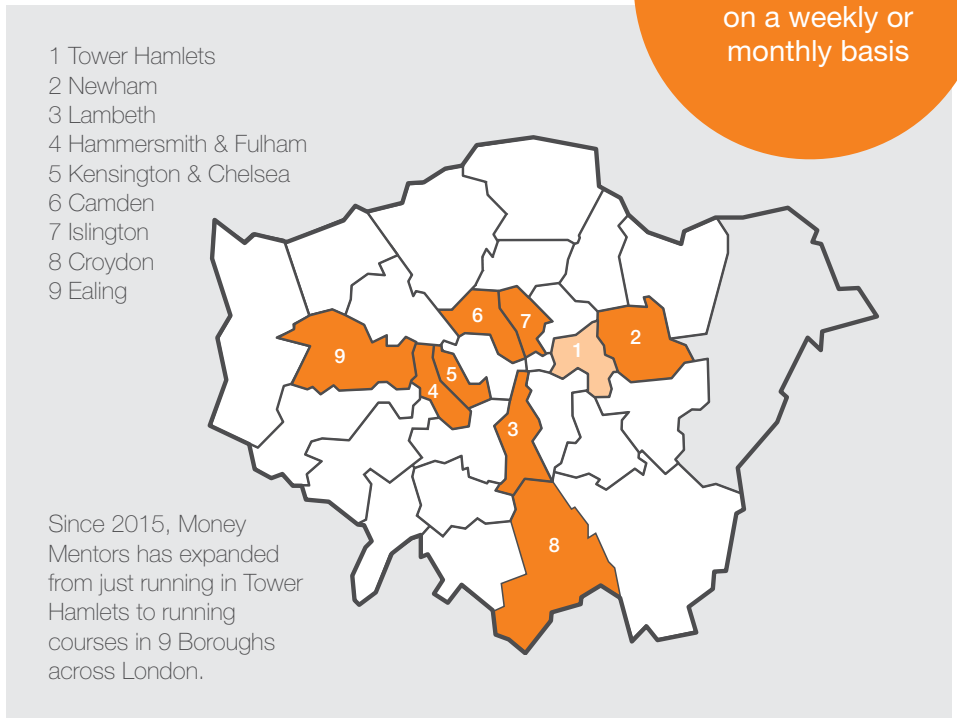 on a weekly or
monthly basis
1 Tower Hamlets
2 Newham
3 Lambeth
4 Hammersmith & Fulham
5 Kensington & Chelsea
6 Camden
7 Islington
8 Croydon
9 Ealing
6
7
1
2
9
5
4
3
8
Since 2015, Money
Mentors has expanded
from just running in Tower
Hamlets to running
courses in 9 Boroughs
across London.